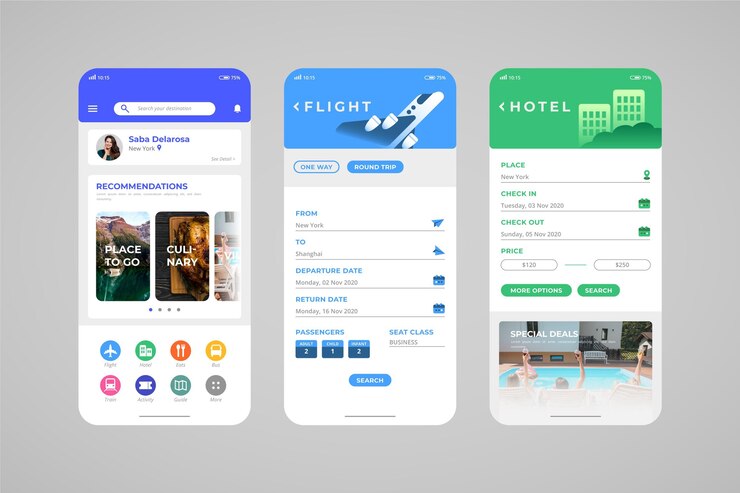 10:15
75%
Search your destination
Saba Delarosa
New York
See Detail >
RECOMMENDATIONS
PLACE
TO GO
CULI-
NARY
Flight
Hotel
Eats
Bus
Train
Activity
Guide
More
10:15
75%
FLIGHT
ONE WAY
ROUND TRIP
FROM
New York
TO
Shanghai
DEPARTURE DATE
Monday, 02 Nov 2020
RETURN DATE
Monday, 16 Nov 2020
PASSENGERS
SEAT CLASS
ADULT
CHILD
INFANT
BUSINESS
2
1
2
SEARCH
10:15
75%
HOTEL
PLACE
New York
CHECK IN
Tuesday, 03 Nov 2020
CHECK OUT
Sunday, 05 Nov 2020
PRICE
$120
$250
MORE OPTIONS
SEARCH
SPECIAL DEALS